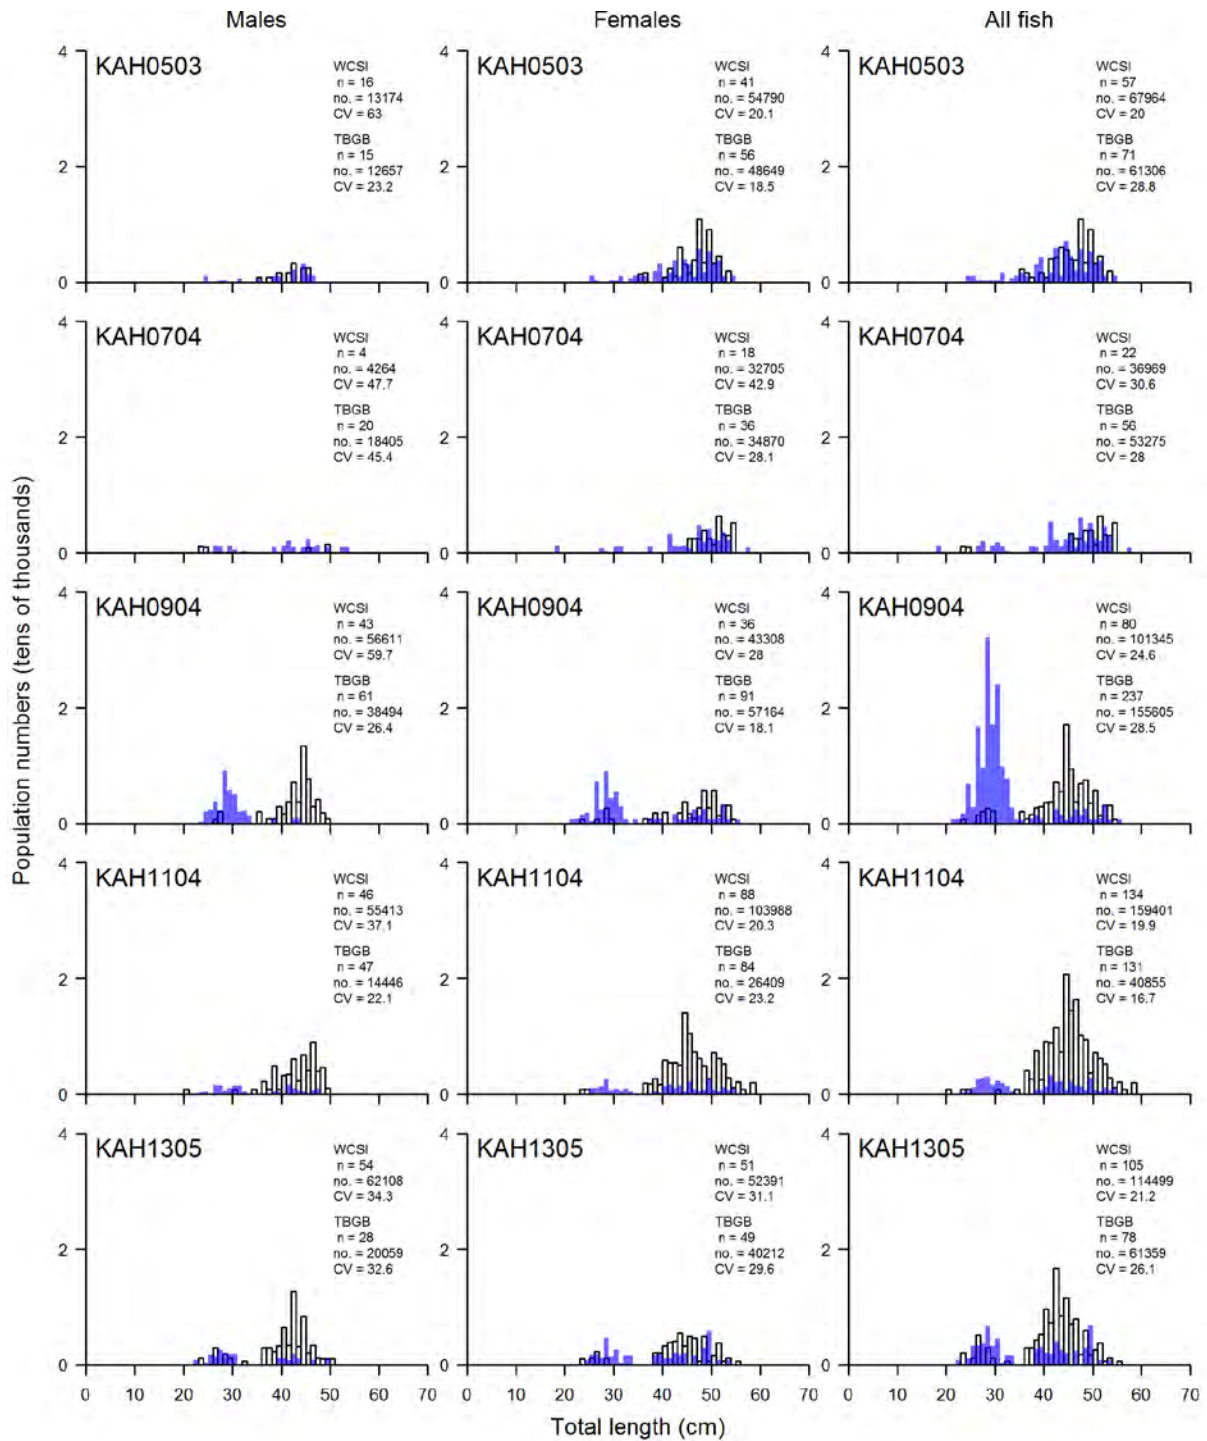 Males Females All fish
4 KAH0503 WCSI n = 16 no. = 13174 CV = 63 TBGB n = 15 no. = 12657 CV = 23.2 2 0
KAH0503 WCSI n = 41 no. = 54790 CV = 20.1 TBGB n = 56 no. = 48649 CV = 18.5
4 KAH0503 WCSI n = 57 no. = 67964 CV = 20 TBGB n = 71 no. = 61306 CV = 28.8 2 0
4 KAH0704 WCSI n = 4 no. = 4264 CV = 47.7 TBGB n = 20 no. = 18405 CV = 45.4 2 0
KAH0704 WCSI n = 18 no. = 32705 CV = 42.9 TBGB n = 36 no. = 34870 CV = 28.1
4 KAH0704 WCSI n = 22 no. = 36969 CV = 30.6 TBGB n = 56 no. = 53275 CV = 28 2 0
4 KAH0904 WCSI n = 43 no. = 56611 CV = 59.7 TBGB n = 61 no. = 38494 CV = 26.4 2 0
KAH0904 WCSI n = 36 no. = 43308 CV = 28 TBGB n = 91 no. = 57164 CV = 18.1
4 KAH0904 WCSI n = 80 no. = 101345 CV = 24.6 TBGB n = 237 no. = 155605 CV = 28.5 2 0
4 KAH1104 WCSI n = 46 no. = 55413 CV = 37.1 TBGB n = 47 no. = 14446 CV = 22.1 2 0
KAH1104 WCSI n = 88 no. = 103988 CV = 20.3 TBGB n = 84 no. = 26409 CV = 23.2
4 KAH1104 WCSI n = 134 no. = 159401 CV = 19.9 TBGB n = 131 no. = 40855 CV = 16.7 2 0
4 KAH1305 WCSI n = 54 no. = 62108 CV = 34.3 TBGB n = 28 no. = 20059 CV = 32.6 2 0
KAH1305 WCSI n = 51 no. = 52391 CV = 31.1 TBGB n = 49 no. = 40212 CV = 29.6
4 KAH1305 WCSI n = 105 no. = 114499 CV = 21.2 TBGB n = 78 no. = 61359 CV = 26.1 2 0
0 10 20 30 40 50 60 70 0 10 20 30 40 50 60 70 0 10 20 30 40 50 60 70
Population numbers (tens of thousands)
Total length (cm)